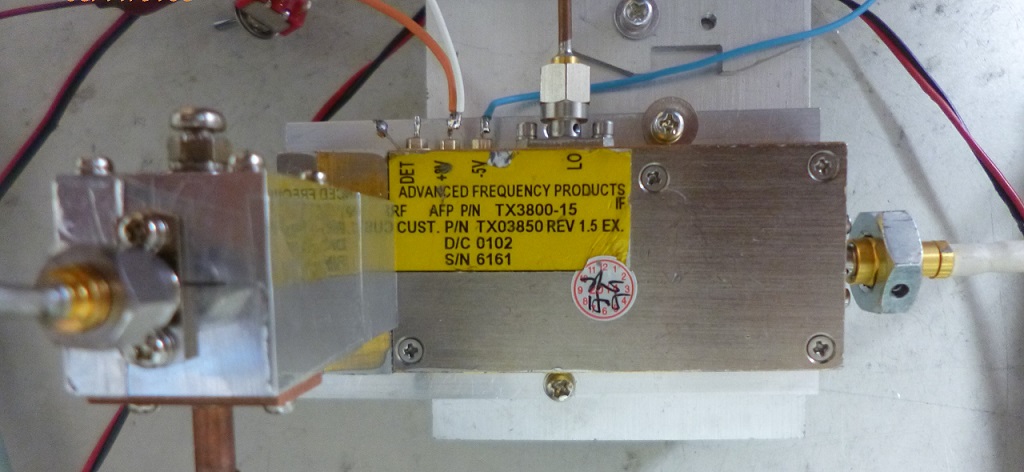 DET
-5V
LO
ADVANCED FREQUENCY PRODUCTS
RF AFP P/N TX3800-15 IF
CUST. P/N TX03850 REV 1.5 EX.
D/C 0102
S/N 6161